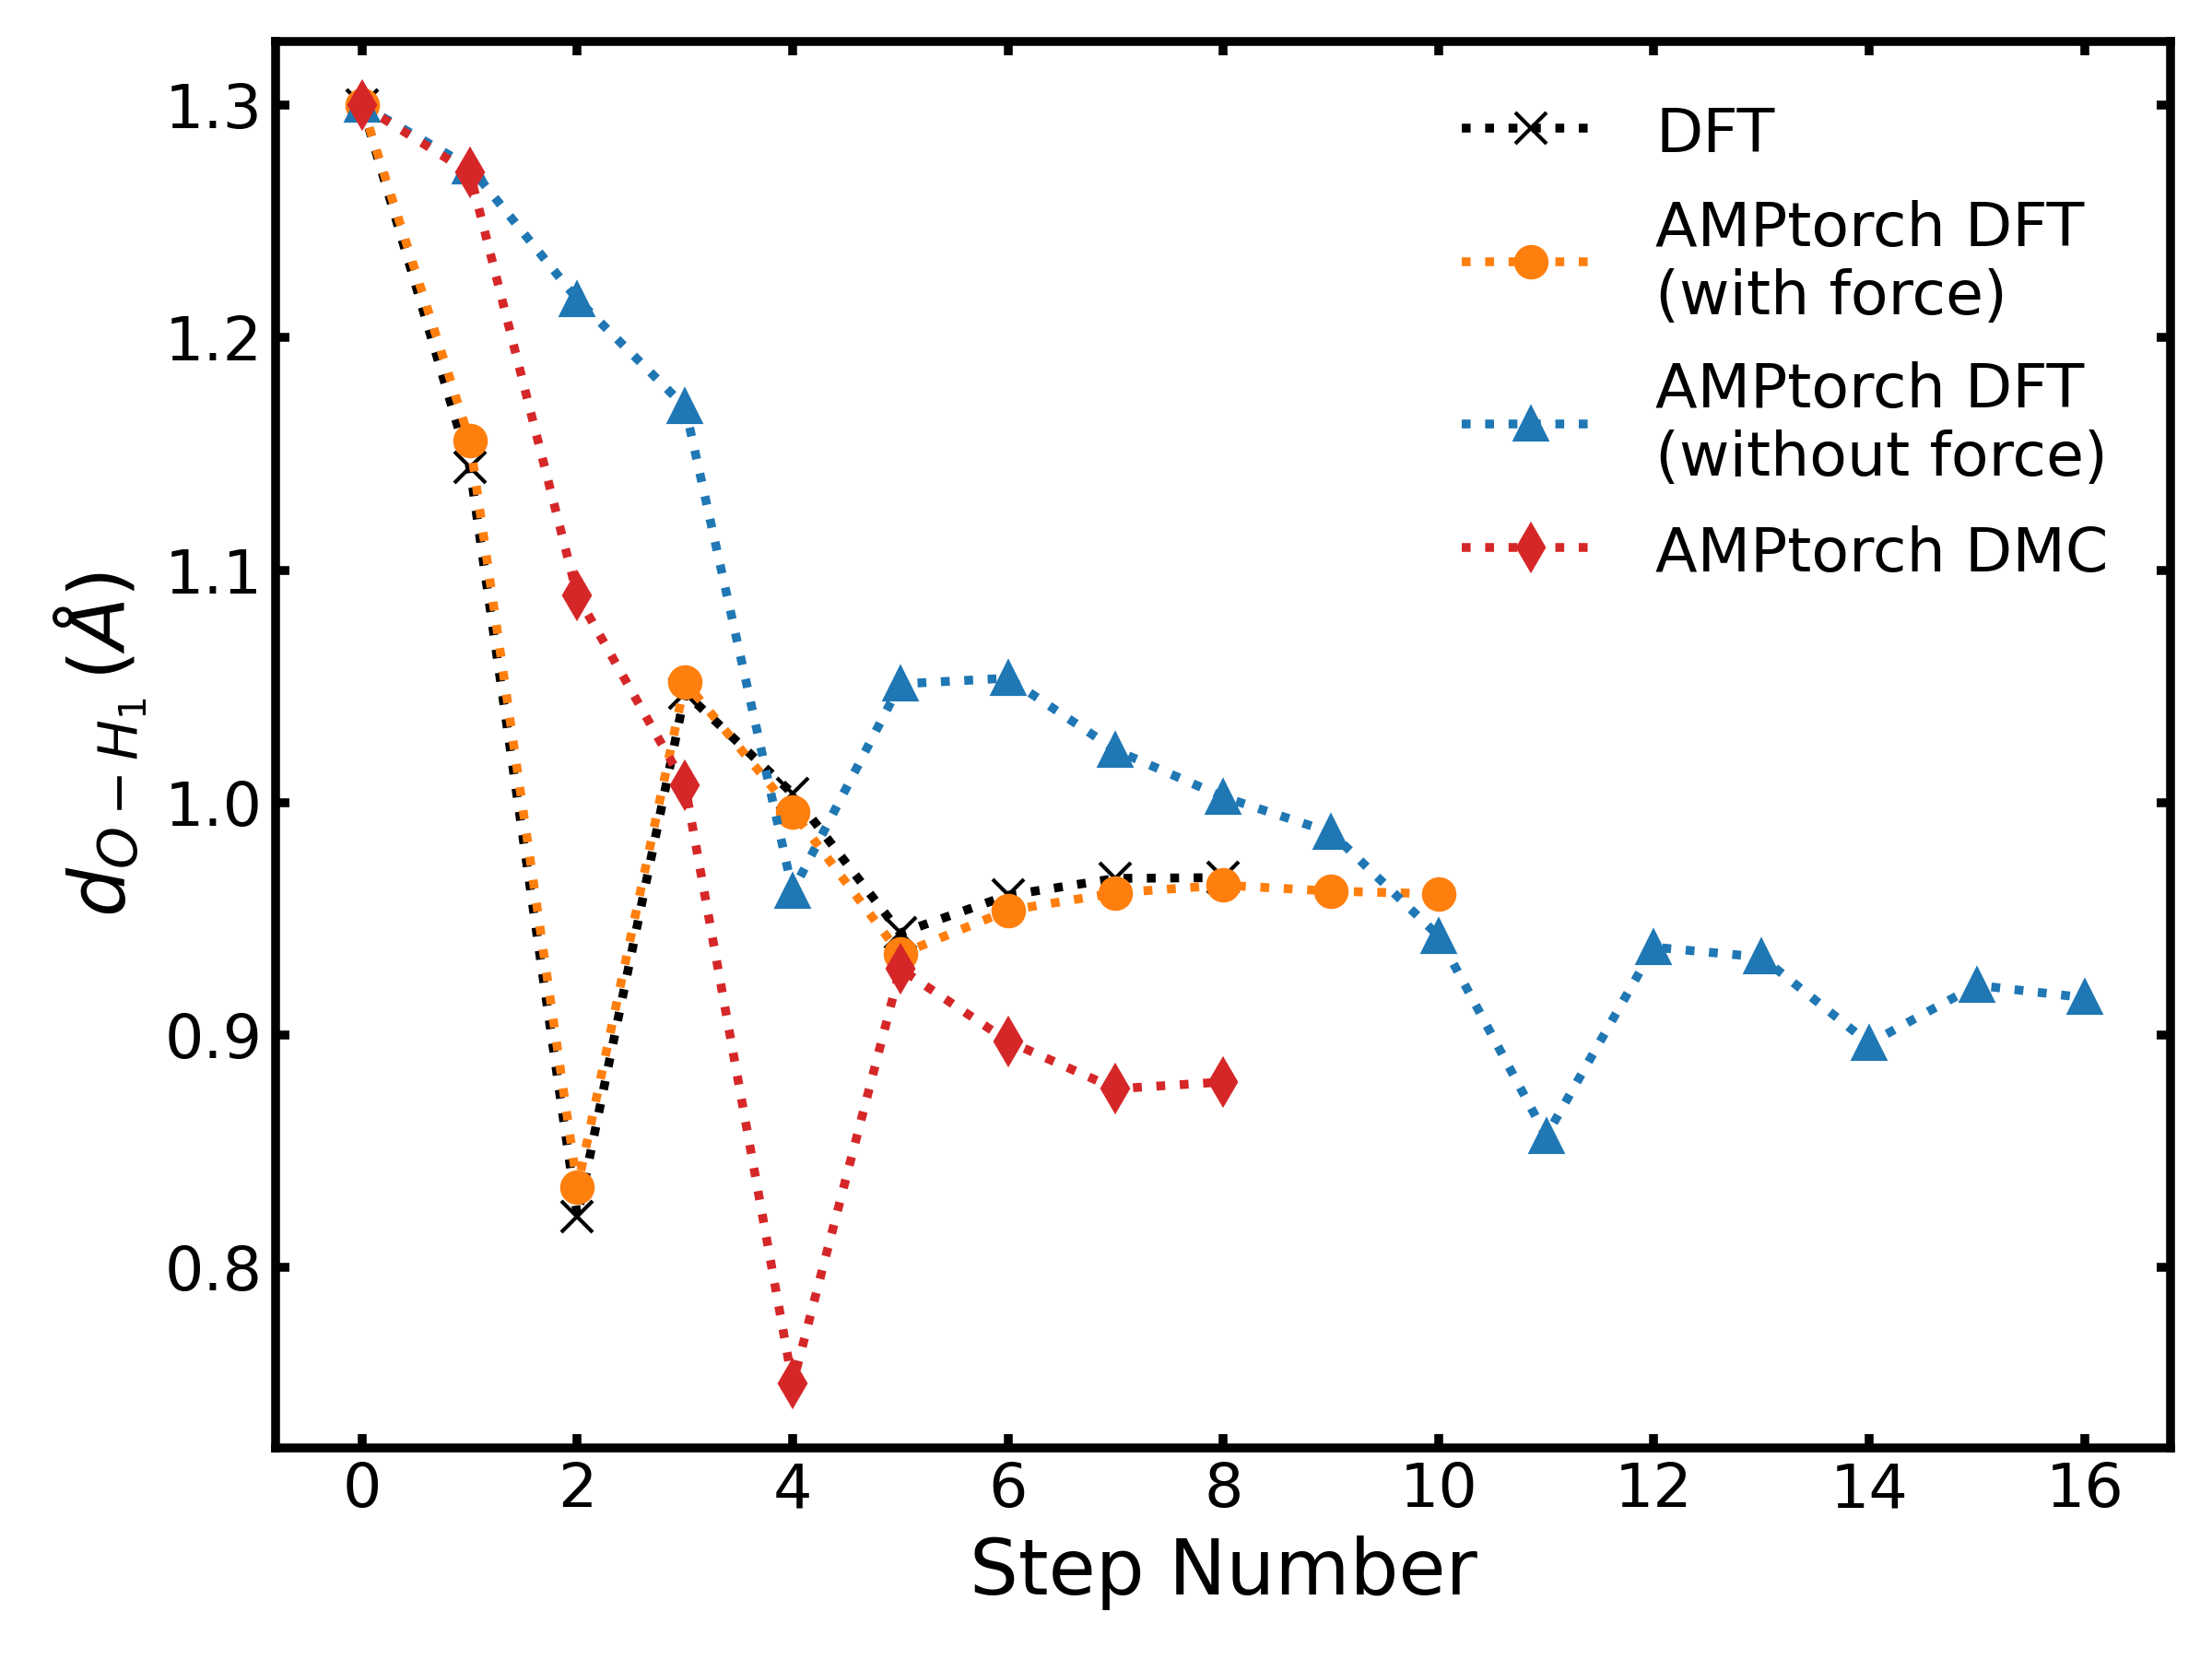 1.3
1.2
1.1
1.0
0.9
0.8
d_{O-H_1} (Å)
DFT
AMPtorch DFT
(with force)
AMPtorch DFT
(without force)
AMPtorch DMC
0 2 4 6 8 10 12 14 16
Step Number